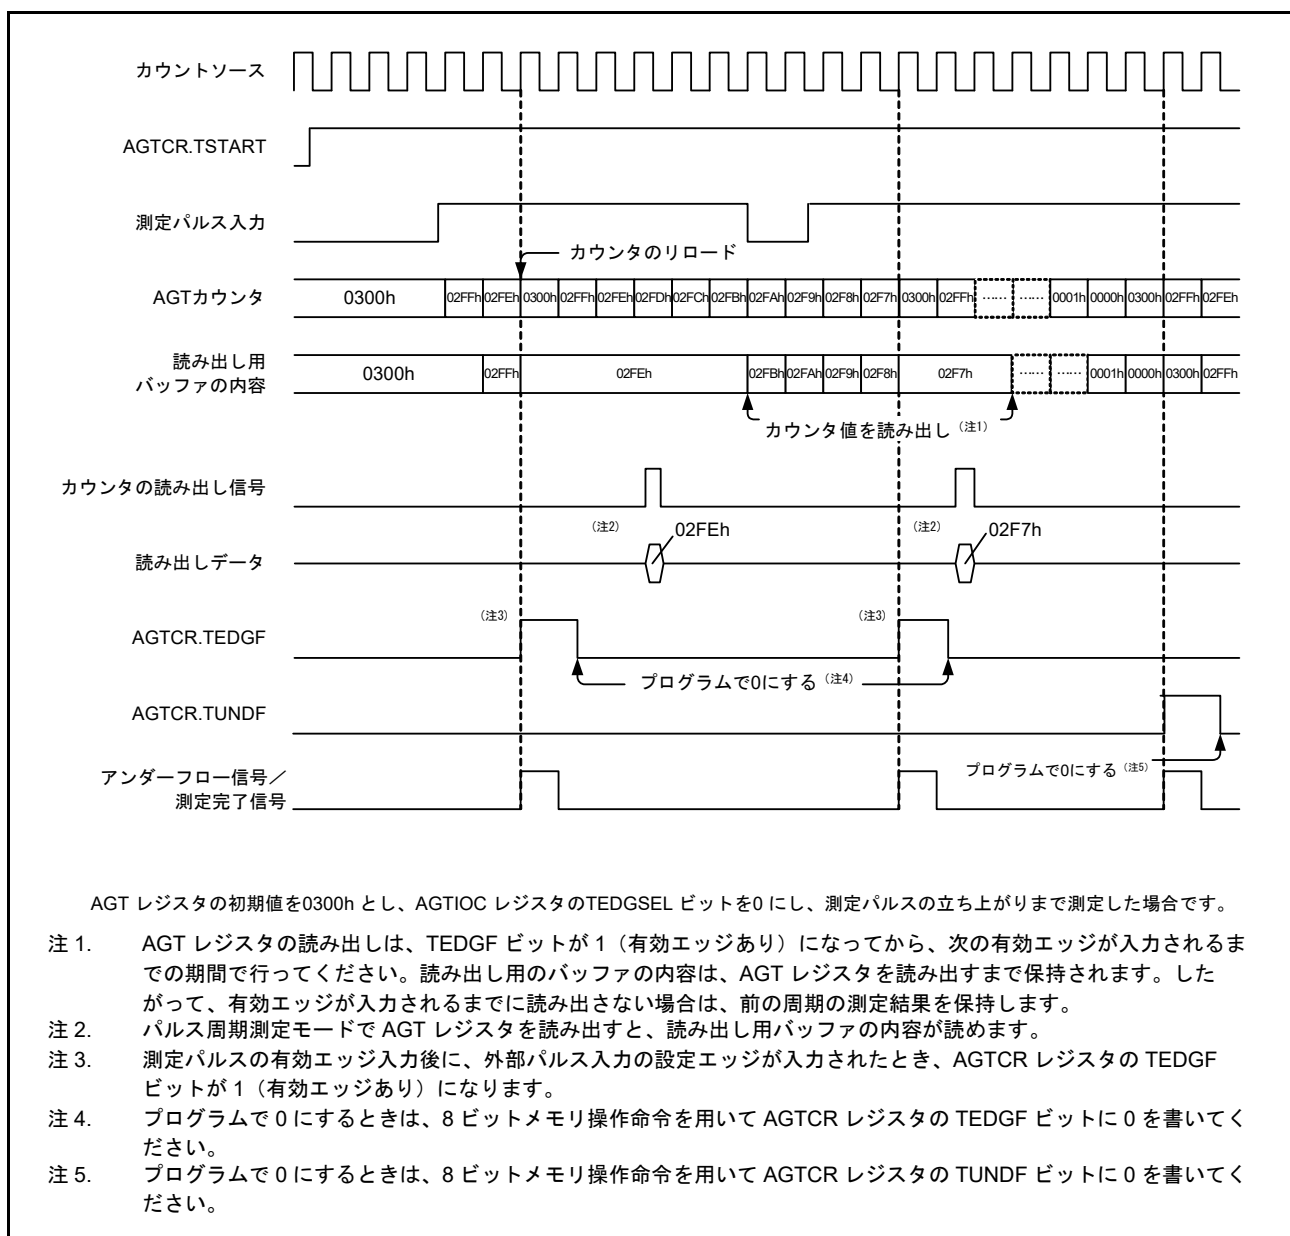 カウントソース
AGTCR.TSTART
測定パルス入力
カウンタのリロード
AGTカウンタ
0300h 02FFh 02FEh 0300h 02FFh 02FEh 02FDh 02FCh 02FBh 02FAh 02F9h 02F8h 02F7h 0300h 02FFh …… …… 0001h 0000h 0300h 02FFh 02FEh
読み出し用
バッファの内容
0300h 02FFh 02FEh 02FBh 02FAh 02F9h 02F8h 02F7h …… …… 0001h 0000h 0300h 02FFh
カウンタ値を読み出し（注1）
カウンタの読み出し信号
（注2） 02FEh （注2） 02F7h
読み出しデータ
（注3） （注3）
AGTCR.TEDGF
プログラムで0にする（注4）
AGTCR.TUNDF
プログラムで0にする（注5）
アンダーフロー信号／
測定完了信号
AGT レジスタの初期値を0300h とし、AGTIOC レジスタのTEDGSEL ビットを0 にし、測定パルスの立ち上がりまで測定した場合です。
注 1. AGT レジスタの読み出しは、TEDGF ビットが 1（有効エッジあり）になってから、次の有効エッジが入力されるま
での期間で行ってください。読み出し用のバッファの内容は、AGT レジスタを読み出すまで保持されます。した
がって、有効エッジが入力されるまでに読み出さない場合は、前の周期の測定結果を保持します。
注 2. パルス周期測定モードで AGT レジスタを読み出すと、読み出し用バッファの内容が読めます。
注 3. 測定パルスの有効エッジ入力後に、外部パルス入力の設定エッジが入力されたとき、AGTCR レジスタの TEDGF
ビットが 1（有効エッジあり）になります。
注 4. プログラムで 0 にするときは、8 ビットメモリ操作命令を用いて AGTCR レジスタの TEDGF ビットに 0 を書いてく
ださい。
注 5. プログラムで 0 にするときは、8 ビットメモリ操作命令を用いて AGTCR レジスタの TUNDF ビットに 0 を書いてく
ださい。